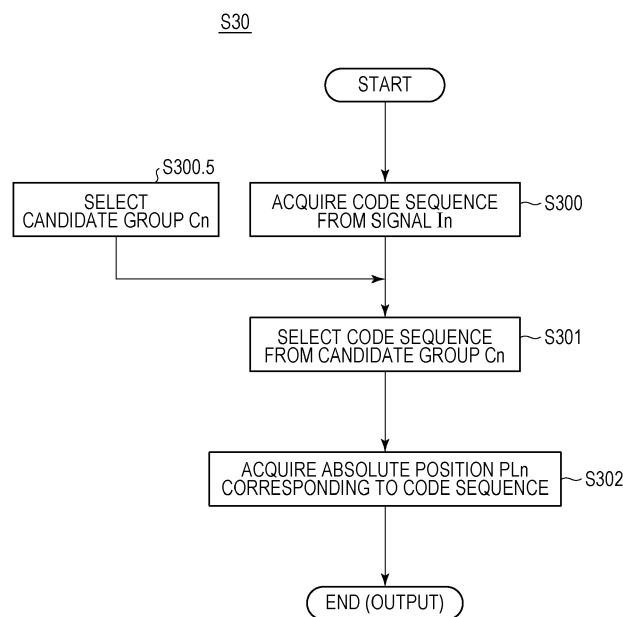 S30
START
S300.5
SELECT
CANDIDATE GROUP Cn
ACQUIRE CODE SEQUENCE
FROM SIGNAL In
S300
SELECT CODE SEQUENCE
FROM CANDIDATE GROUP Cn
S301
ACQUIRE ABSOLUTE POSITION PLn
CORRESPONDING TO CODE SEQUENCE
S302
END (OUTPUT)